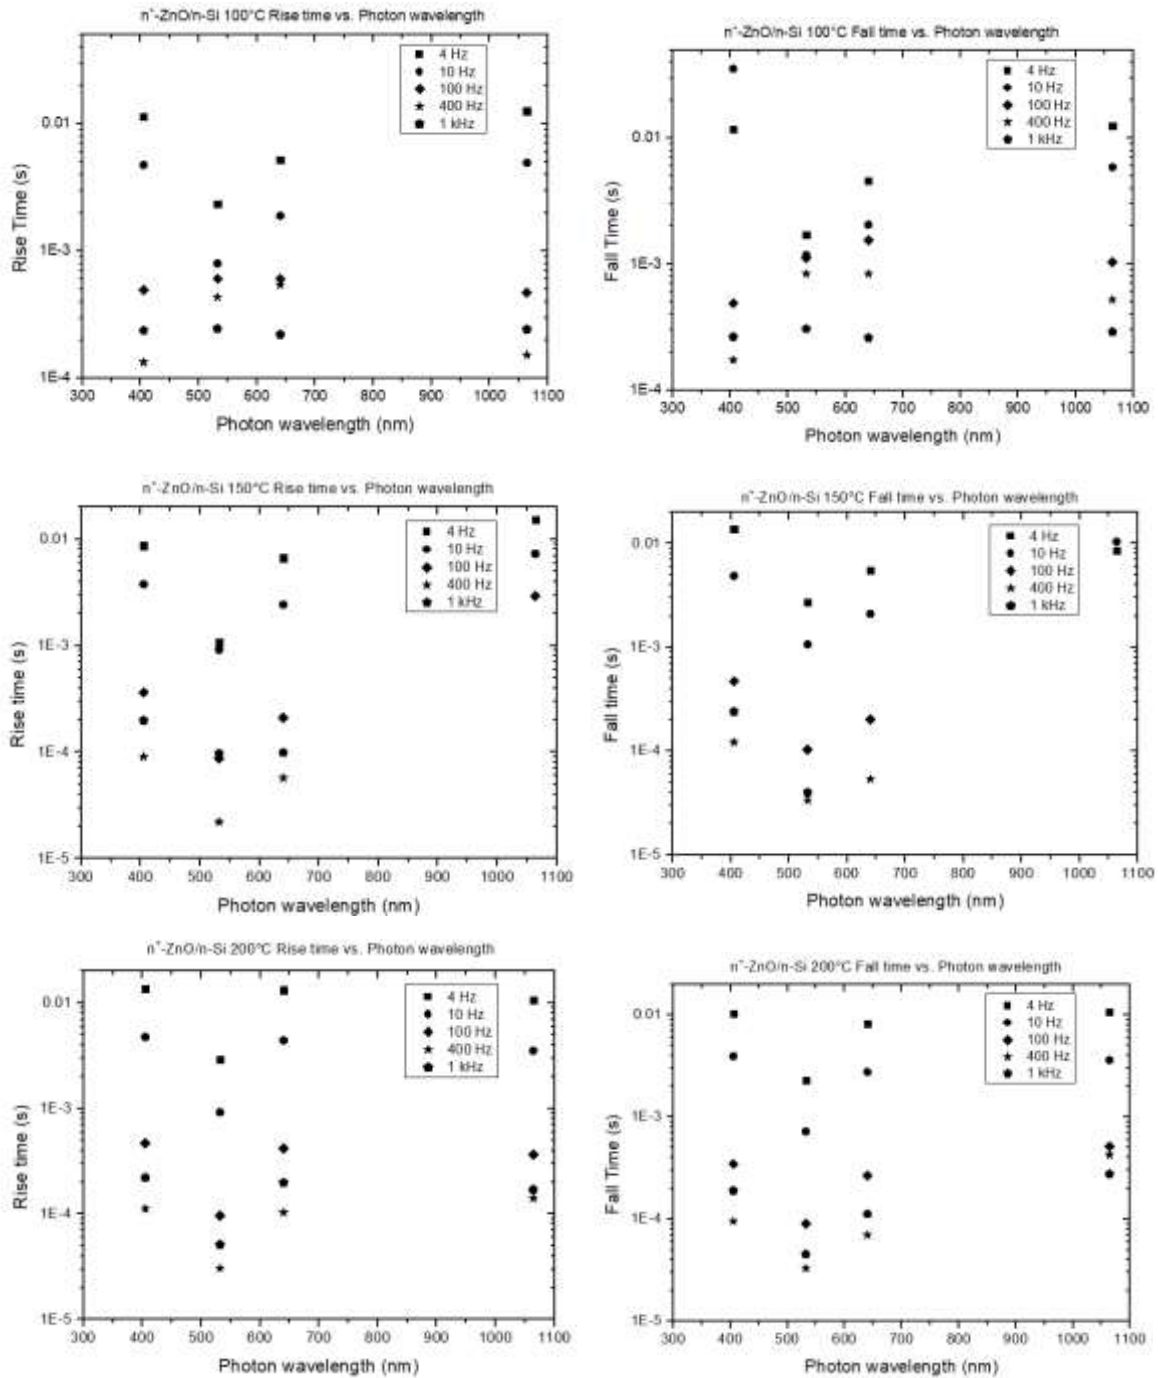 n⁺-ZnO/n-Si 100°C Rise time vs. Photon wavelength
4 Hz
10 Hz
100 Hz
400 Hz
1 kHz
0.01
1E-3
1E-4
Rise Time (s)
300 400 500 600 700 800 900 1000 1100
Photon wavelength (nm)
n⁺-ZnO/n-Si 100°C Fall time vs. Photon wavelength
4 Hz
10 Hz
100 Hz
400 Hz
1 kHz
0.01
1E-3
1E-4
Fall Time (s)
300 400 500 600 700 800 900 1000 1100
Photon wavelength (nm)
n⁺-ZnO/n-Si 150°C Rise time vs. Photon wavelength
4 Hz
10 Hz
100 Hz
400 Hz
1 kHz
0.01
1E-3
1E-4
1E-5
Rise time (s)
300 400 500 600 700 800 900 1000 1100
Photon wavelength (nm)
n⁺-ZnO/n-Si 150°C Fall time vs. Photon wavelength
4 Hz
10 Hz
100 Hz
400 Hz
1 kHz
0.01
1E-3
1E-4
1E-5
Fall time (s)
300 400 500 600 700 800 900 1000 1100
Photon wavelength (nm)
n⁺-ZnO/n-Si 200°C Rise time vs. Photon wavelength
4 Hz
10 Hz
100 Hz
400 Hz
1 kHz
0.01
1E-3
1E-4
1E-5
Rise time (s)
300 400 500 600 700 800 900 1000 1100
Photon wavelength (nm)
n⁺-ZnO/n-Si 200°C Fall time vs. Photon wavelength
4 Hz
10 Hz
100 Hz
400 Hz
1 kHz
0.01
1E-3
1E-4
1E-5
Fall Time (s)
300 400 500 600 700 800 900 1000 1100
Photon wavelength (nm)